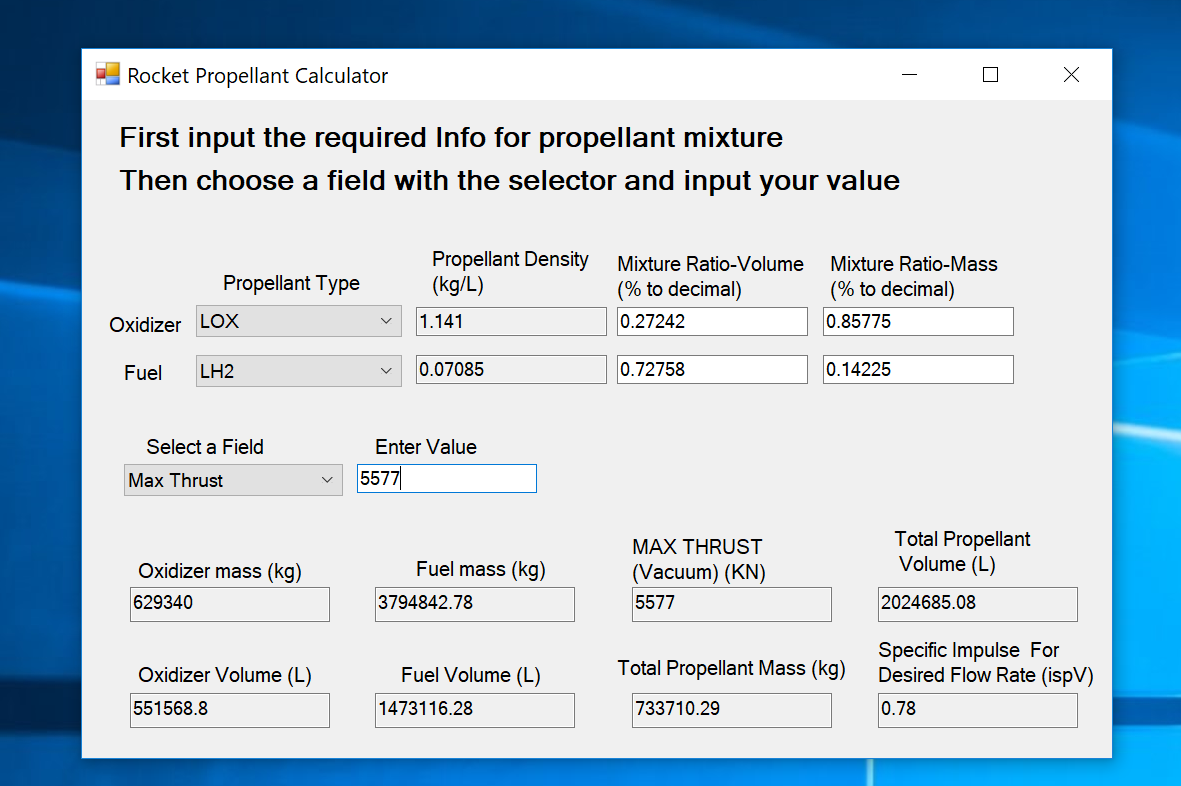 Rocket Propellant Calculator
First input the required Info for propellant mixture
Then choose a field with the selector and input your value
Propellant Type
Propellant Density
(kg/L)
Mixture Ratio-Volume
(% to decimal)
Mixture Ratio-Mass
(% to decimal)
Oxidizer
LOX
1.141
0.27242
0.85775
Fuel
LH2
0.07085
0.72758
0.14225
Select a Field
Enter Value
Max Thrust
5577
Oxidizer mass (kg)
Fuel mass (kg)
MAX THRUST
(Vacuum) (KN)
Total Propellant
Volume (L)
629340
3794842.78
5577
2024685.08
Oxidizer Volume (L)
Fuel Volume (L)
Total Propellant Mass (kg)
Specific Impulse For
Desired Flow Rate (ispV)
551568.8
1473116.28
733710.29
0.78